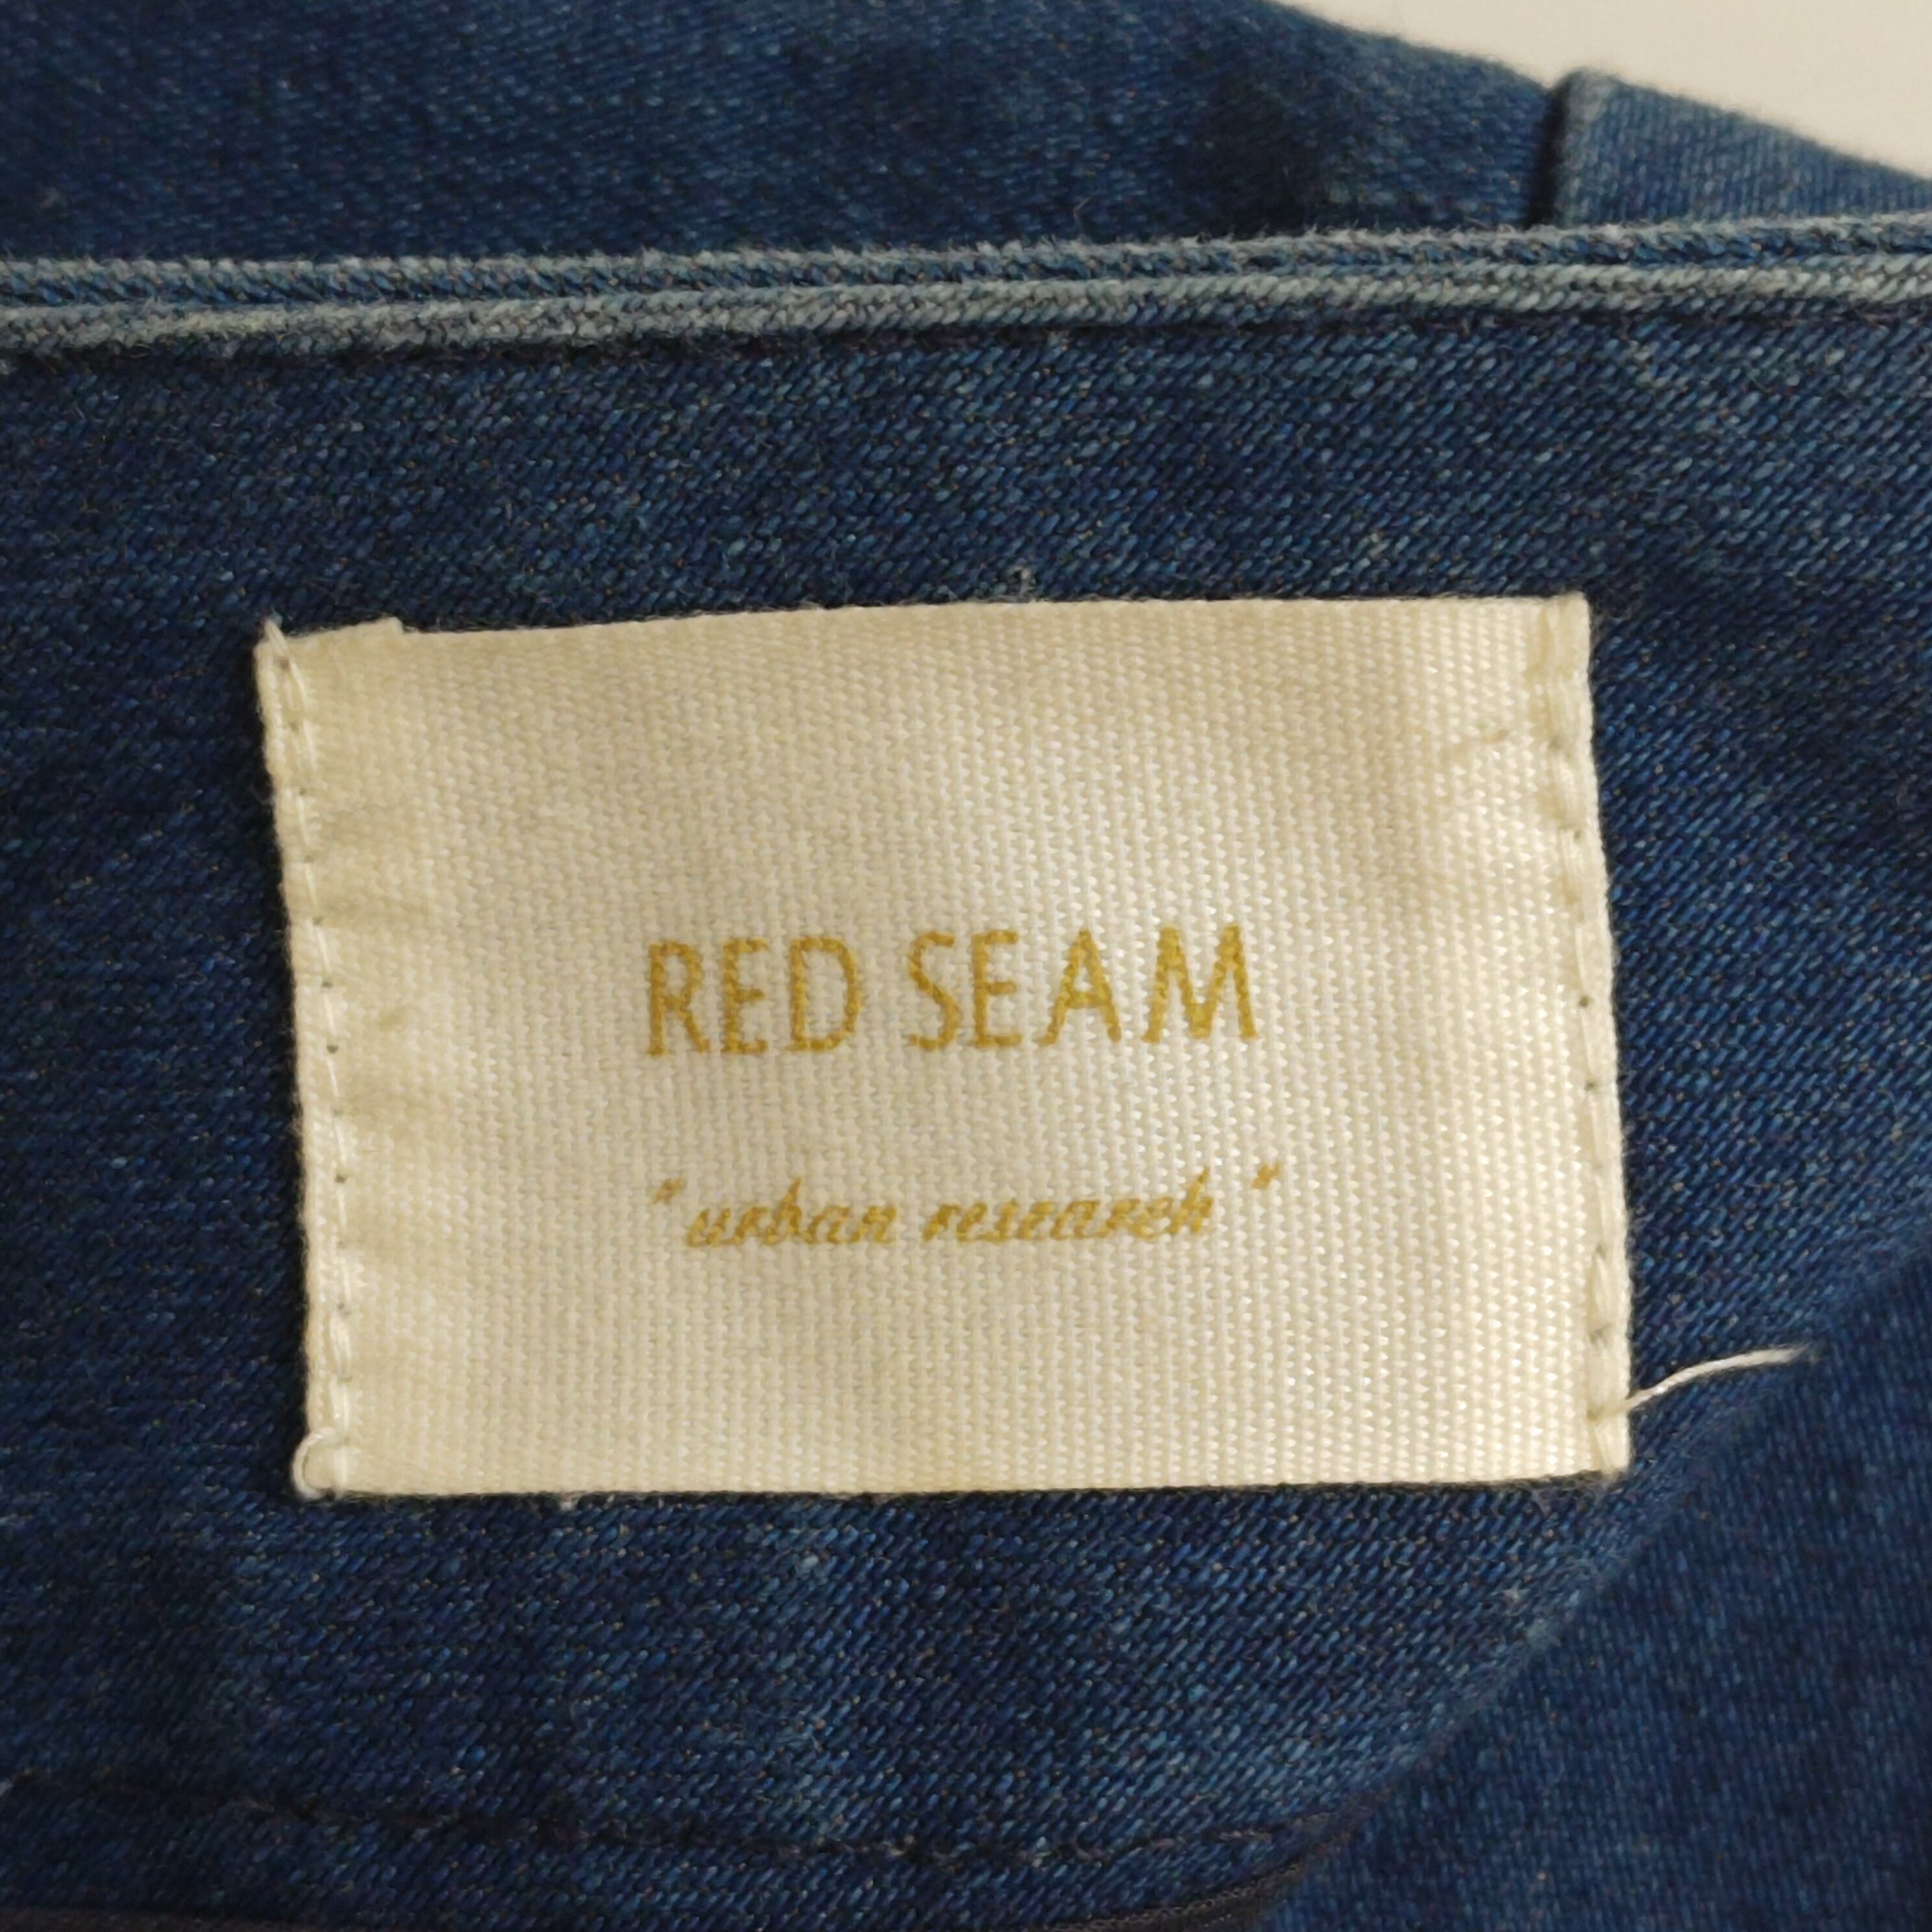 RED SEAM
"urban research"